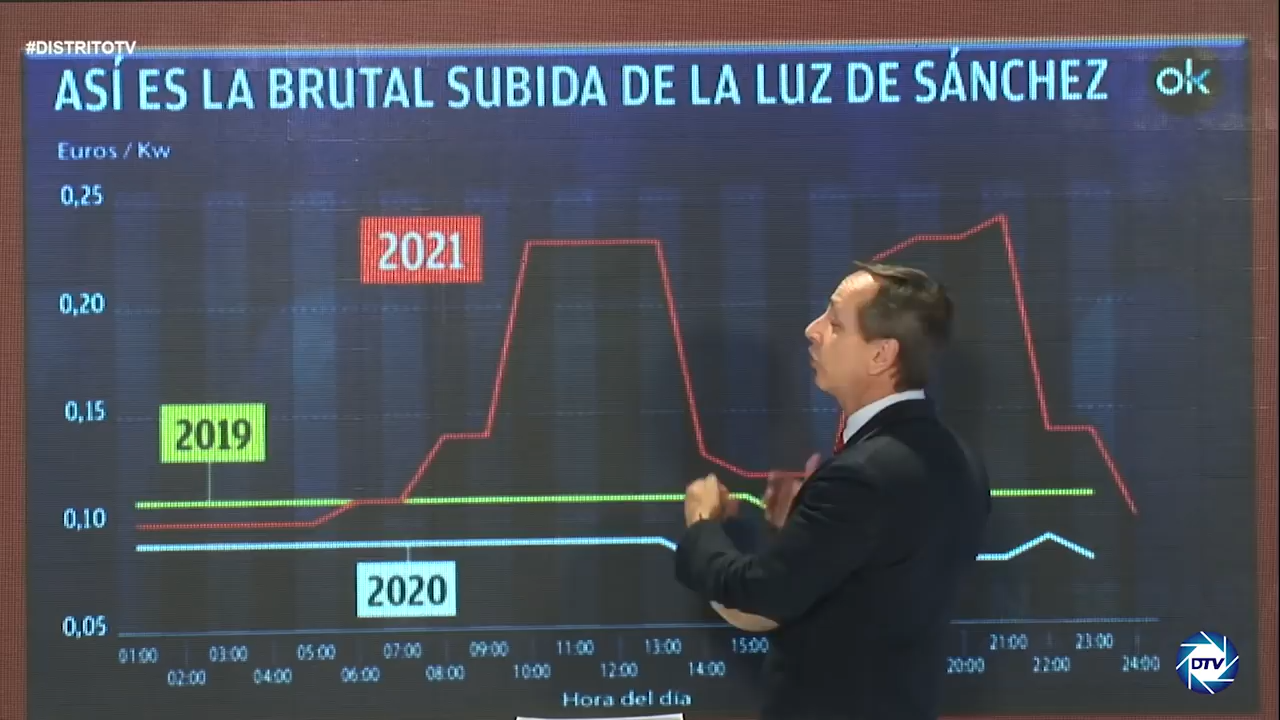 #DISTRITOTV
ASÍ ES LA BRUTAL SUBIDA DE LA LUZ DE SÁNCHEZ
ok
Euros / Kw
0,25
2021
0,20
0,15
2019
0,10
2020
0,05
01:00 03:00 05:00 07:00 09:00 11:00 13:00 15:00 21:00 23:00
02:00 04:00 06:00 08:00 10:00 12:00 14:00 20:00 22:00 24:00
Hora del día
DTV